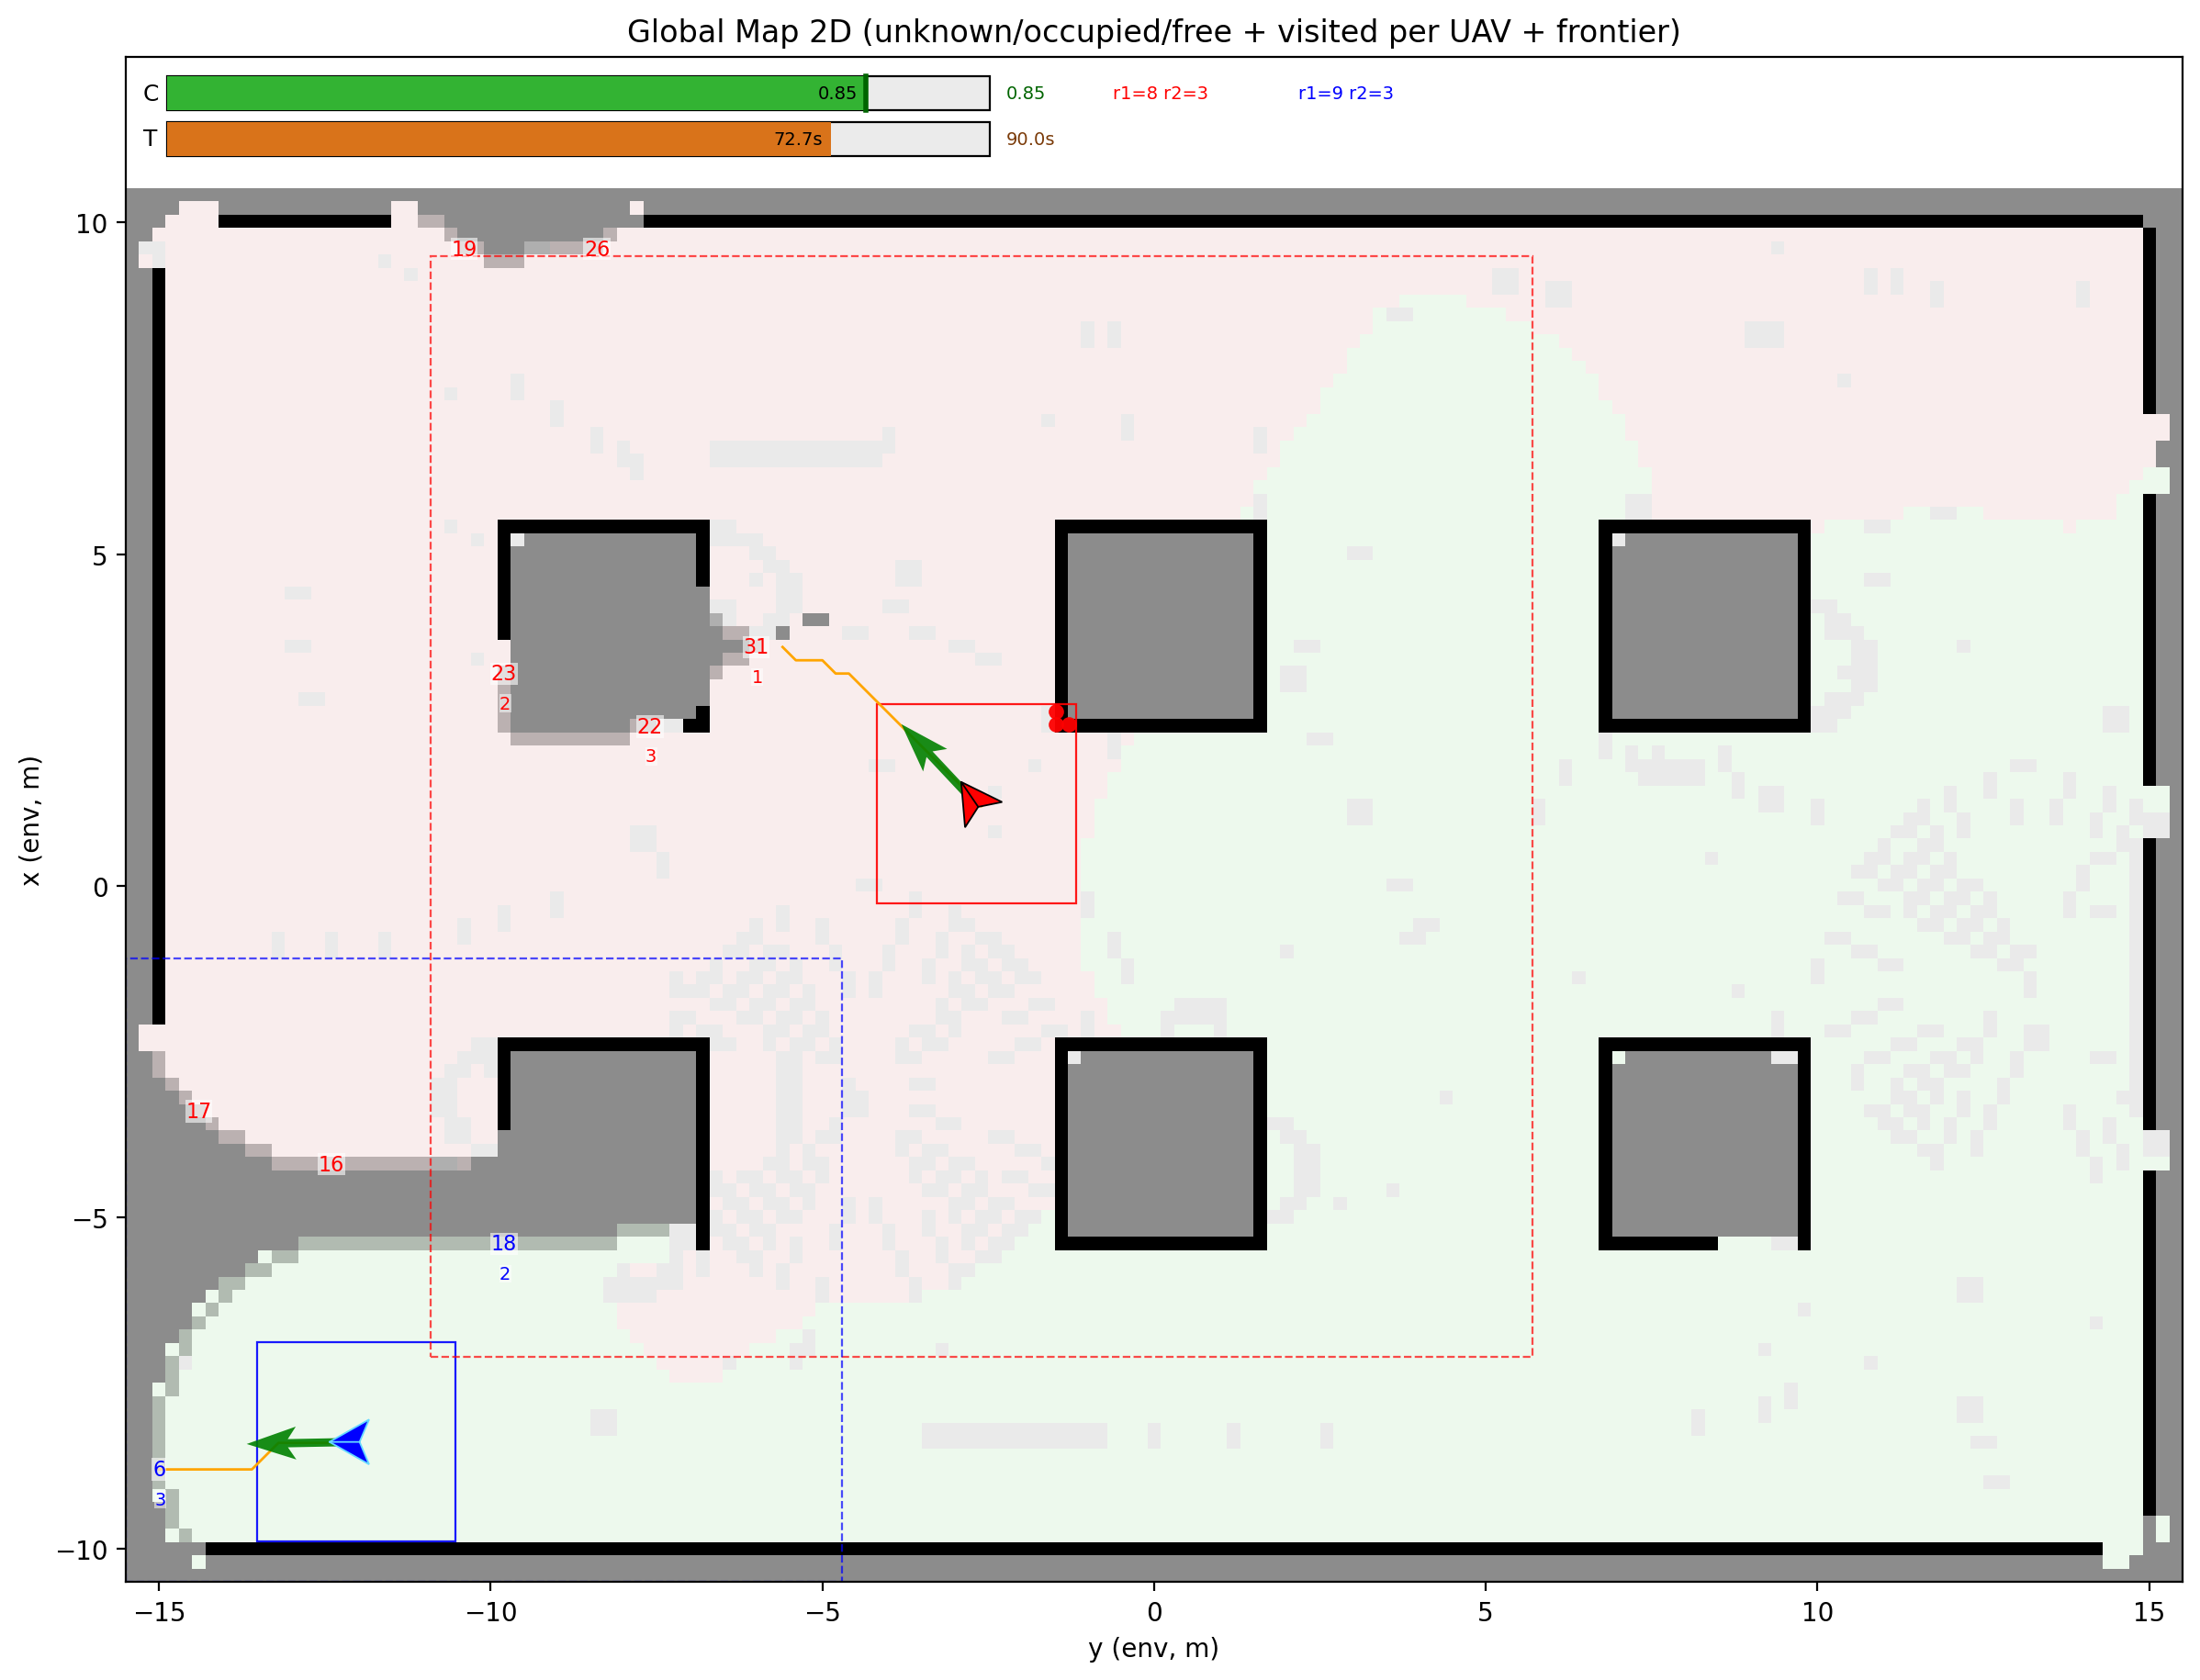 Global Map 2D (unknown/occupied/free + visited per UAV + frontier)
C 0.85 0.85 r1=8 r2=3 r1=9 r2=3
T 72.7s 90.0s
10
19 26
5
31
23 1
2
22
3
x (env, m)
0
17
16
−5
18
2
6
3
−10
−15 −10 −5 0 5 10 15
y (env, m)